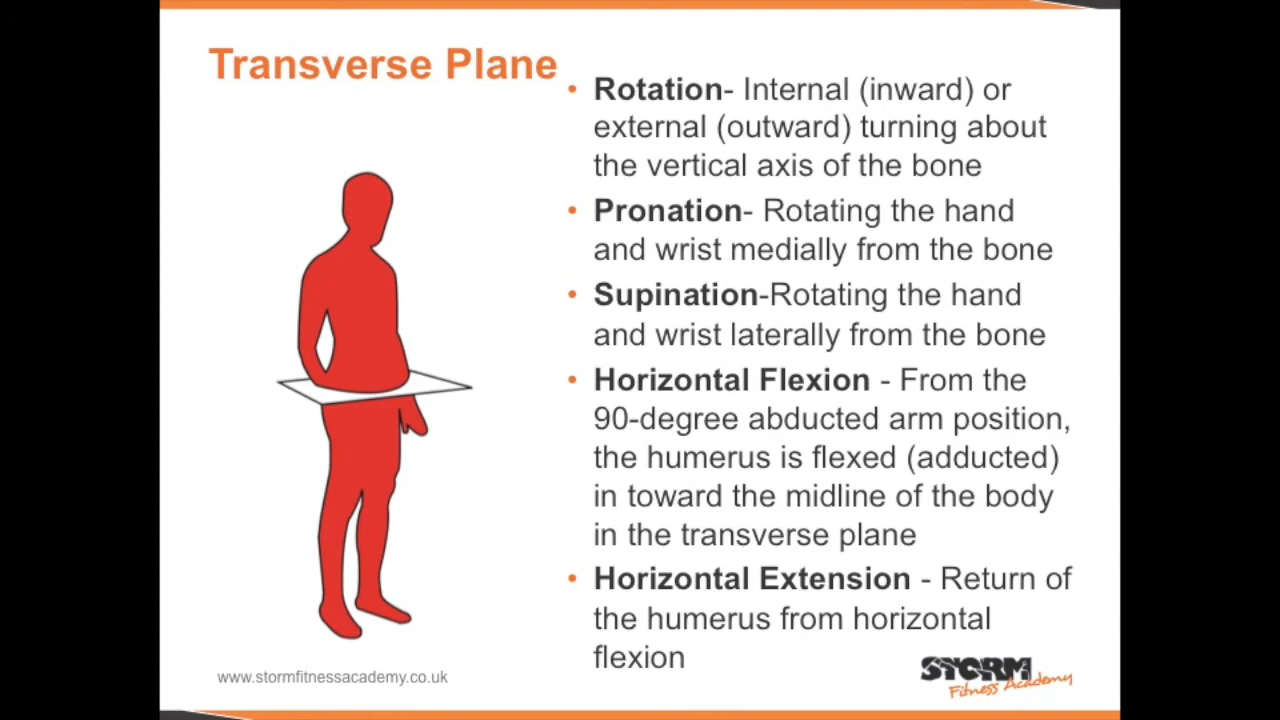 Transverse Plane
• Rotation- Internal (inward) or
external (outward) turning about
the vertical axis of the bone
• Pronation- Rotating the hand
and wrist medially from the bone
• Supination-Rotating the hand
and wrist laterally from the bone
• Horizontal Flexion - From the
90-degree abducted arm position,
the humerus is flexed (adducted)
in toward the midline of the body
in the transverse plane
• Horizontal Extension - Return of
the humerus from horizontal
flexion
www.stormfitnessacademy.co.uk
STORM
Fitness Academy